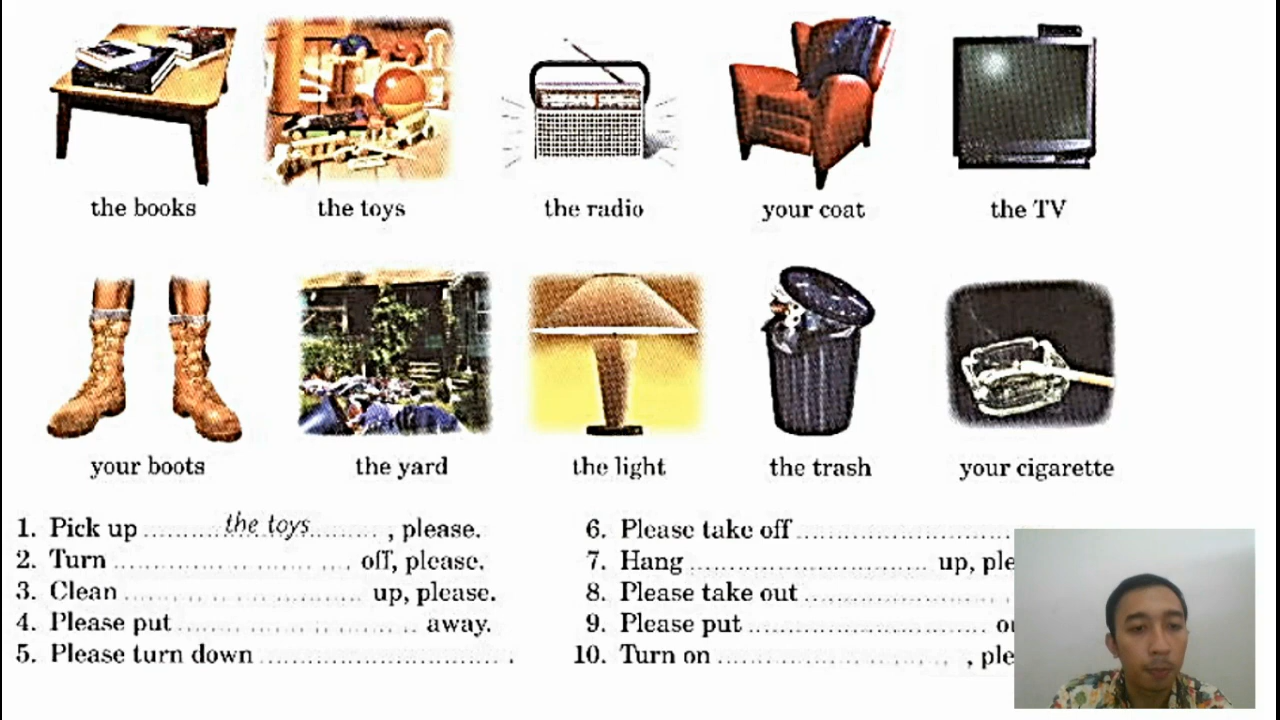 the books the toys the radio your coat the TV
your boots the yard the light the trash your cigarette
1. Pick up ........the toys........ , please.
2. Turn ........................ off, please.
3. Clean ........................ up, please.
4. Please put ........................ away.
5. Please turn down ........................ .
6. Please take off ........................
7. Hang ........................ up,
8. Please take out ........................
9. Please put ........................
10. Turn on ........................ ,